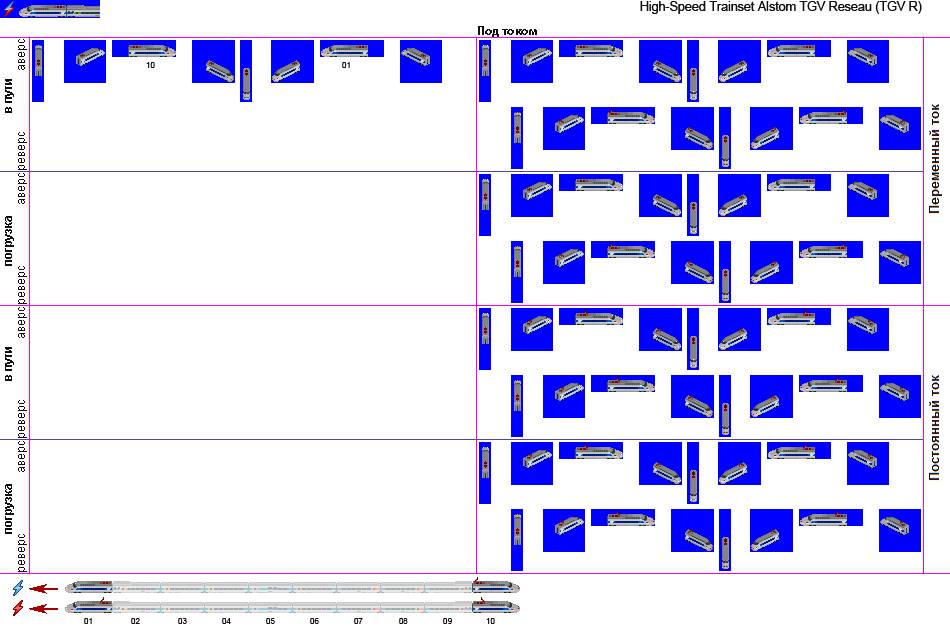 High-Speed Trainset Alstom TGV Reseau (TGV R)
Под током
в пути
аверс
реверс
10
01
погрузка
аверс
реверс
Переменный ток
в пути
аверс
реверс
погрузка
аверс
реверс
Постоянный ток
01 02 03 04 05 06 07 08 09 10